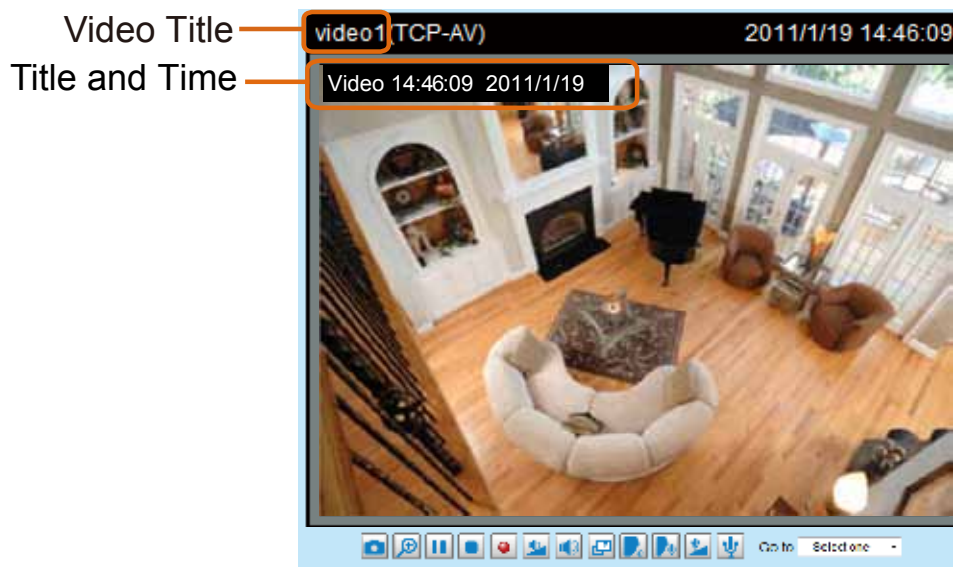 Video Title
video1(TCP-AV) 2011/1/19 14:46:09
Title and Time
Video 14:46:09 2011/1/19
Go to Select one